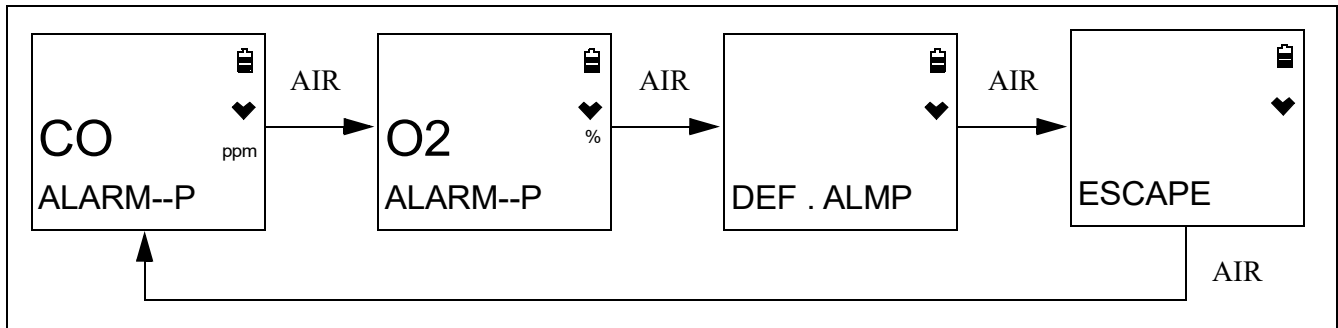 CO
ppm
ALARM--P
AIR
O2
%
ALARM--P
AIR
DEF . ALMP
AIR
ESCAPE
AIR